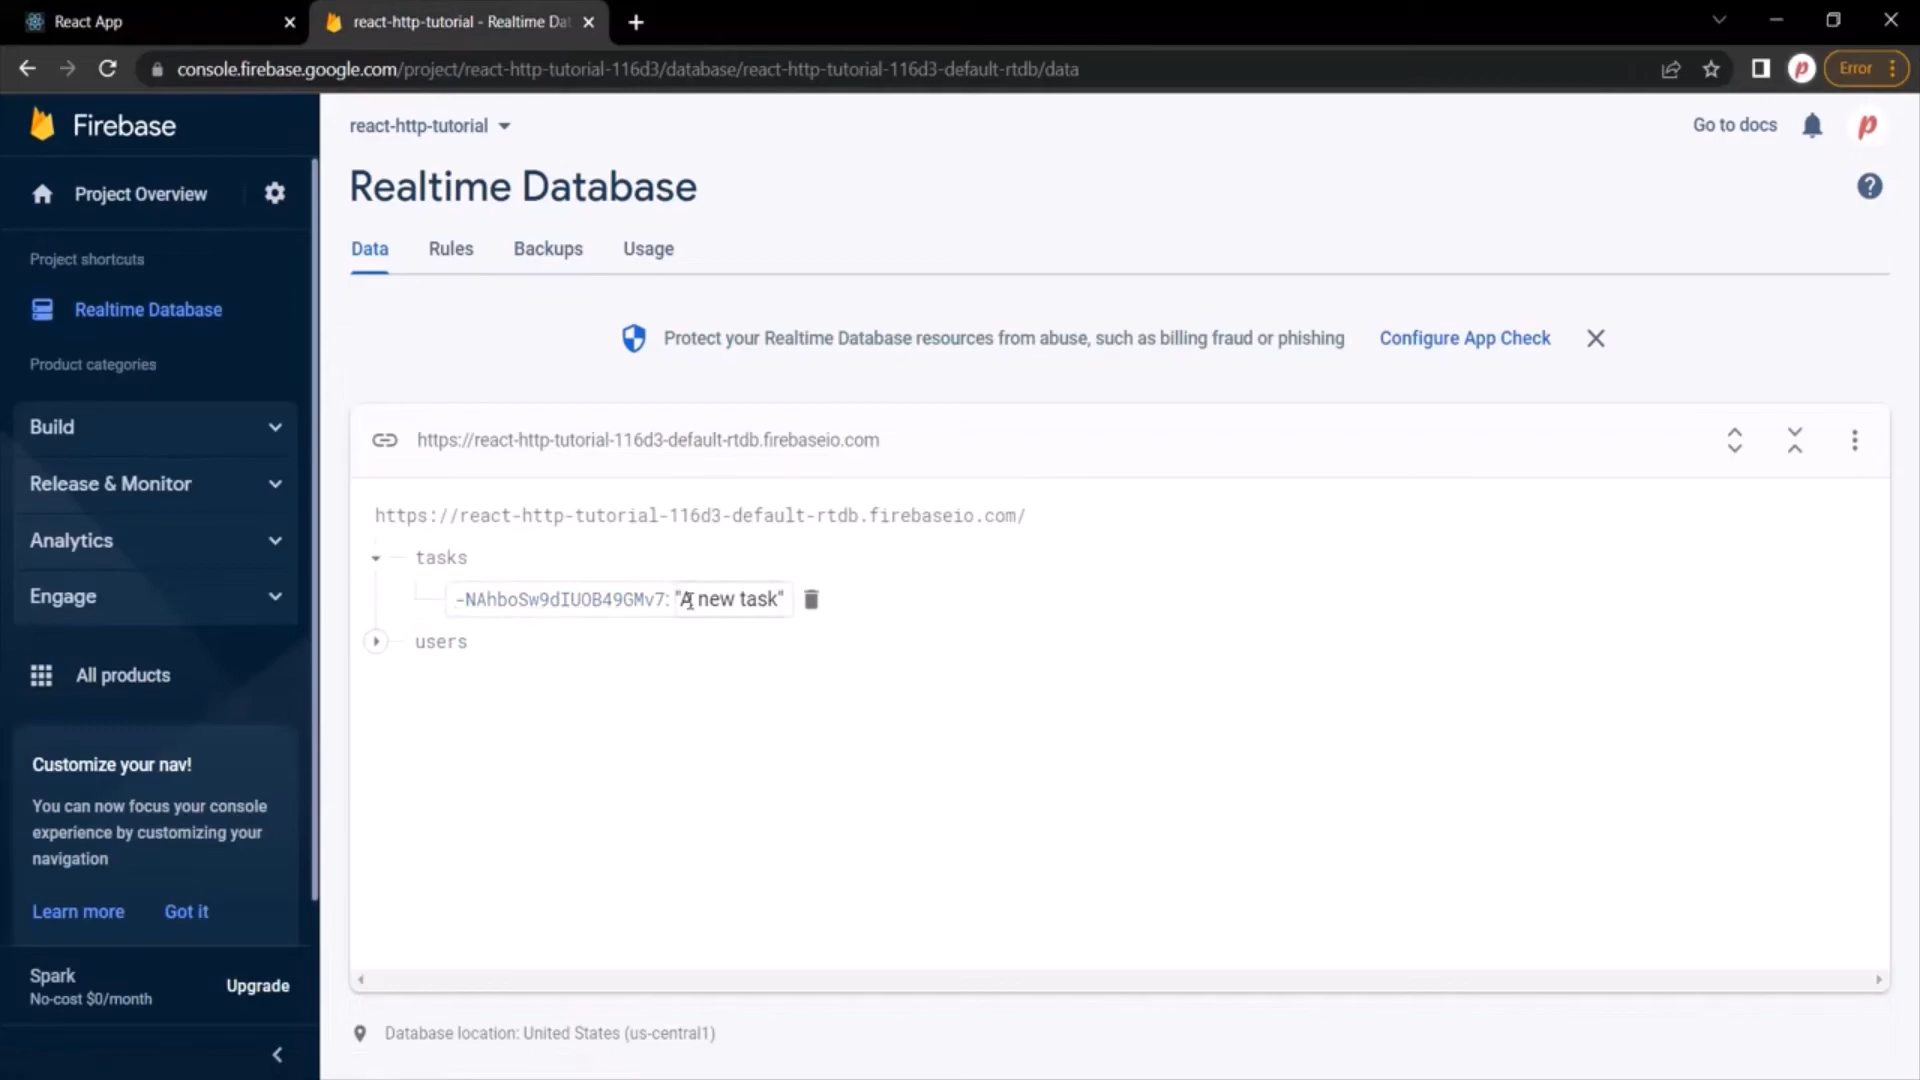 React App
react-http-tutorial - Realtime Dat
console.firebase.google.com/project/react-http-tutorial-116d3/database/react-http-tutorial-116d3-default-rtdb/data
p
Error
Firebase
react-http-tutorial
Go to docs
p
Project Overview
Realtime Database
Project shortcuts
Data
Rules
Backups
Usage
Realtime Database
Protect your Realtime Database resources from abuse, such as billing fraud or phishing
Configure App Check
Product categories
Build
https://react-http-tutorial-116d3-default-rtdb.firebaseio.com
Release & Monitor
https://react-http-tutorial-116d3-default-rtdb.firebaseio.com/
Analytics
tasks
Engage
-NAhboSw9dIUOB49GMv7: "A new task"
users
All products
Customize your nav!
You can now focus your console
experience by customizing your
navigation
Learn more
Got it
Spark
No-cost $0/month
Upgrade
Database location: United States (us-central1)